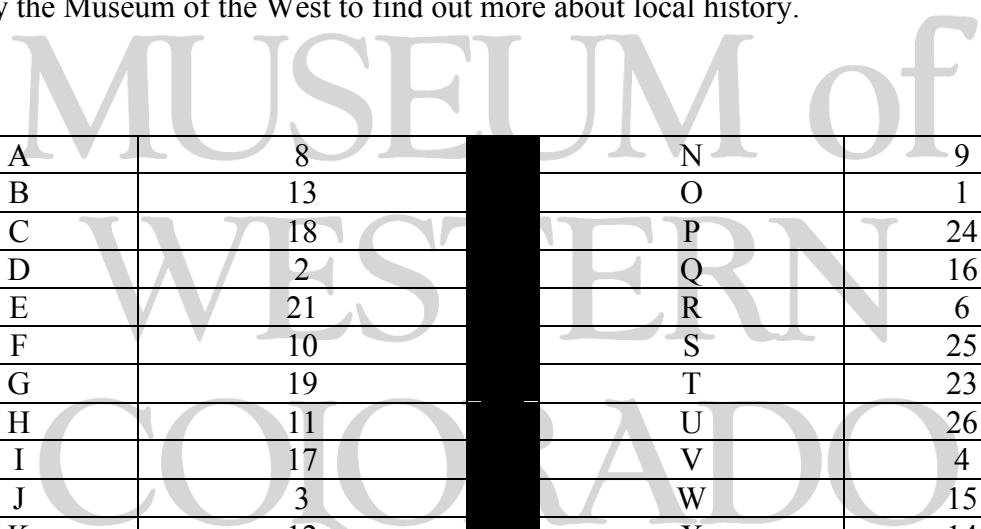 the Museum of the West to find out more about local history.
MUSEUM of
A 8 N 9
B 13 O 1
C 18 P 24
WESTERN
D 2 Q 16
E 21 R 6
F 10 S 25
G 19 T 23
H 11 U 26
COLORADO
I 17 V 4
J 3 W 15